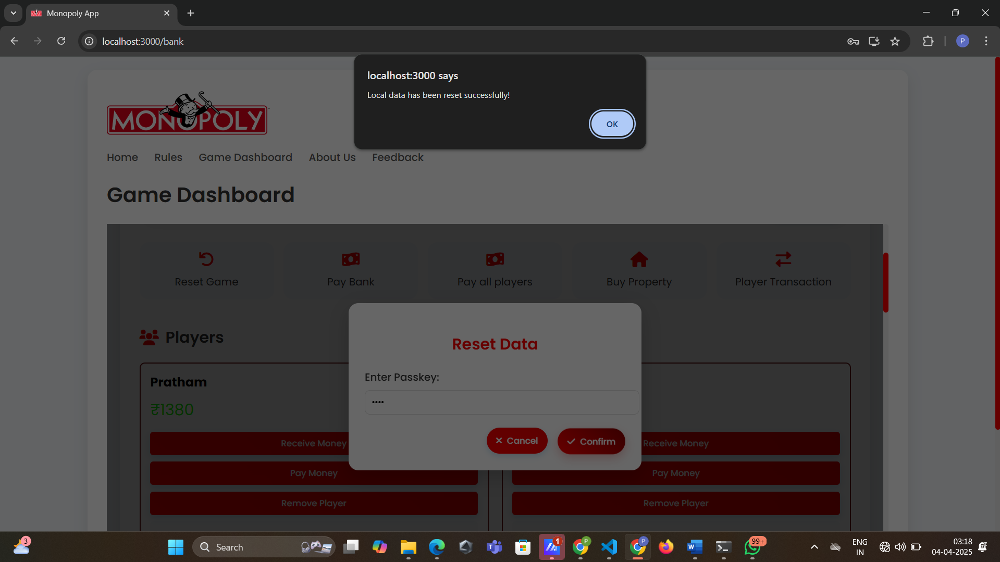 Monopoly App
localhost:3000/bank
P
localhost:3000 says
Local data has been reset successfully!
OK
MONOPOLY
Home Rules Game Dashboard About Us Feedback
Game Dashboard
Reset Game Pay Bank Pay all players Buy Property Player Transaction
Players
Reset Data
Enter Passkey:
••••
Cancel Confirm
Pratham
₹1380
Receive Money Receive Money
Pay Money Pay Money
Remove Player Remove Player
3
Search
1
P
P
99+
ENG
IN
03:18
04-04-2025